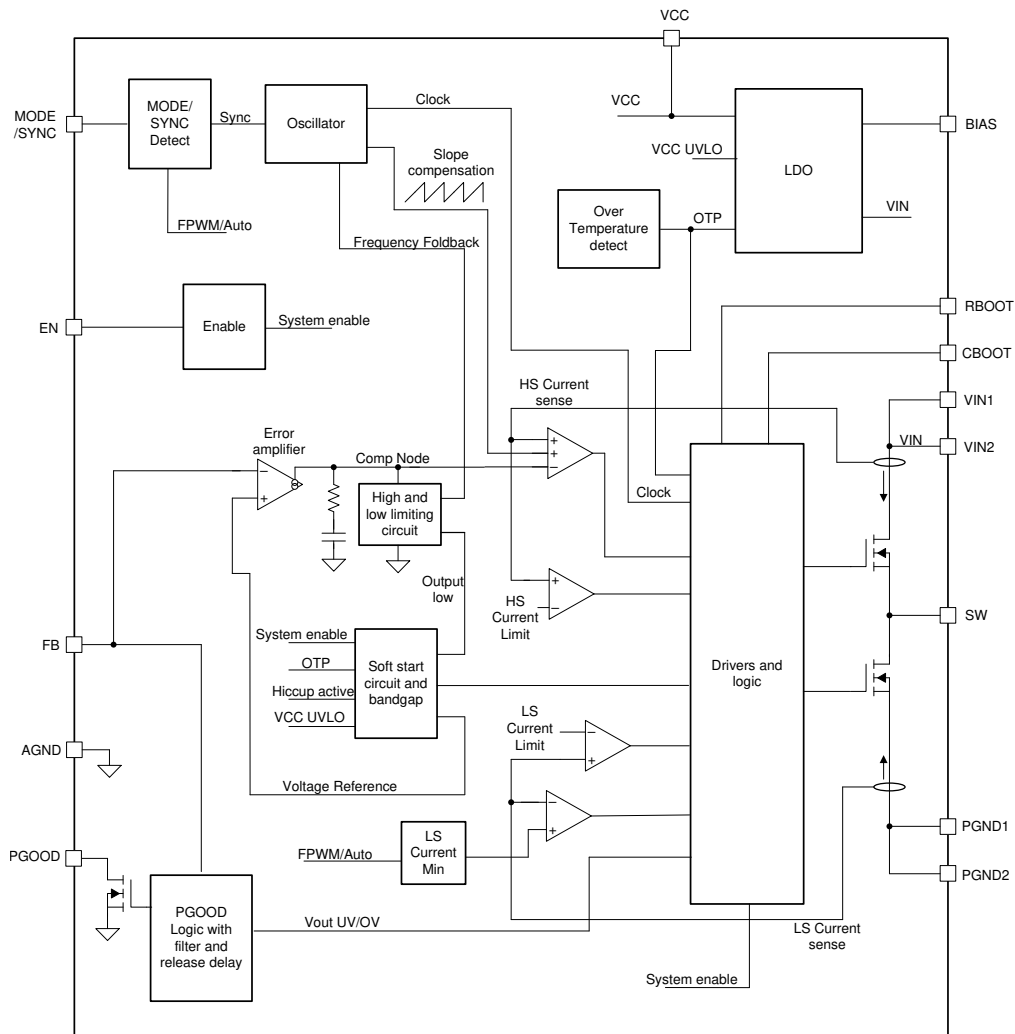 VCC
MODE
/SYNC
MODE/
SYNC
Detect
Sync
Oscillator
Clock
Slope
compensation
FPWM/Auto
Frequency Foldback
VCC
VCC UVLO
LDO
BIAS
VIN
Over
Temperature
detect
OTP
EN
Enable
System enable
RBOOT
CBOOT
HS Current
sense
VIN1
VIN
VIN2
Error
amplifier
Comp Node
−
+
+
+
−
High and
low limiting
circuit
Clock
Output
low
+
−
HS
Current
Limit
SW
FB
System enable
OTP
Hiccup active
VCC UVLO
Soft start
circuit and
bandgap
Drivers and
logic
LS
Current
Limit
−
+
AGND
Voltage Reference
−
+
PGND1
PGOOD
FPWM/Auto
LS
Current
Min
PGND2
PGOOD
Logic with
filter and
release delay
Vout UV/OV
LS Current
sense
System enable